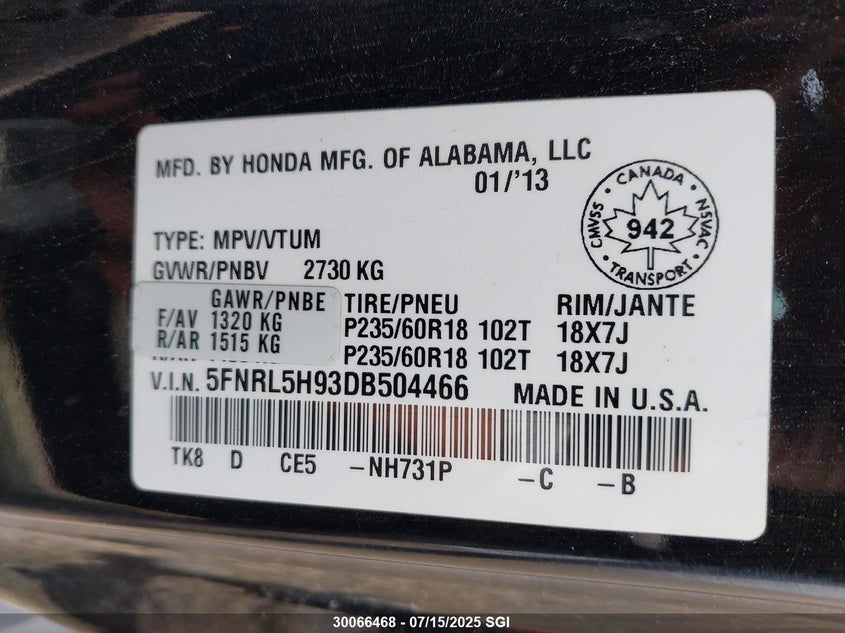 MFD. BY HONDA MFG. OF ALABAMA, LLC
01/'13
CMVSS · CANADA · NSVAC
942
· TRANSPORT ·
TYPE: MPV/VTUM
GVWR/PNBV 2730 KG
GAWR/PNBE TIRE/PNEU RIM/JANTE
F/AV 1320 KG P235/60R18 102T 18X7J
R/AR 1515 KG P235/60R18 102T 18X7J
V.I.N. 5FNRL5H93DB504466 MADE IN U.S.A.
TK8 D CE5 -NH731P -C -B
30066468 - 07/15/2025 SGI